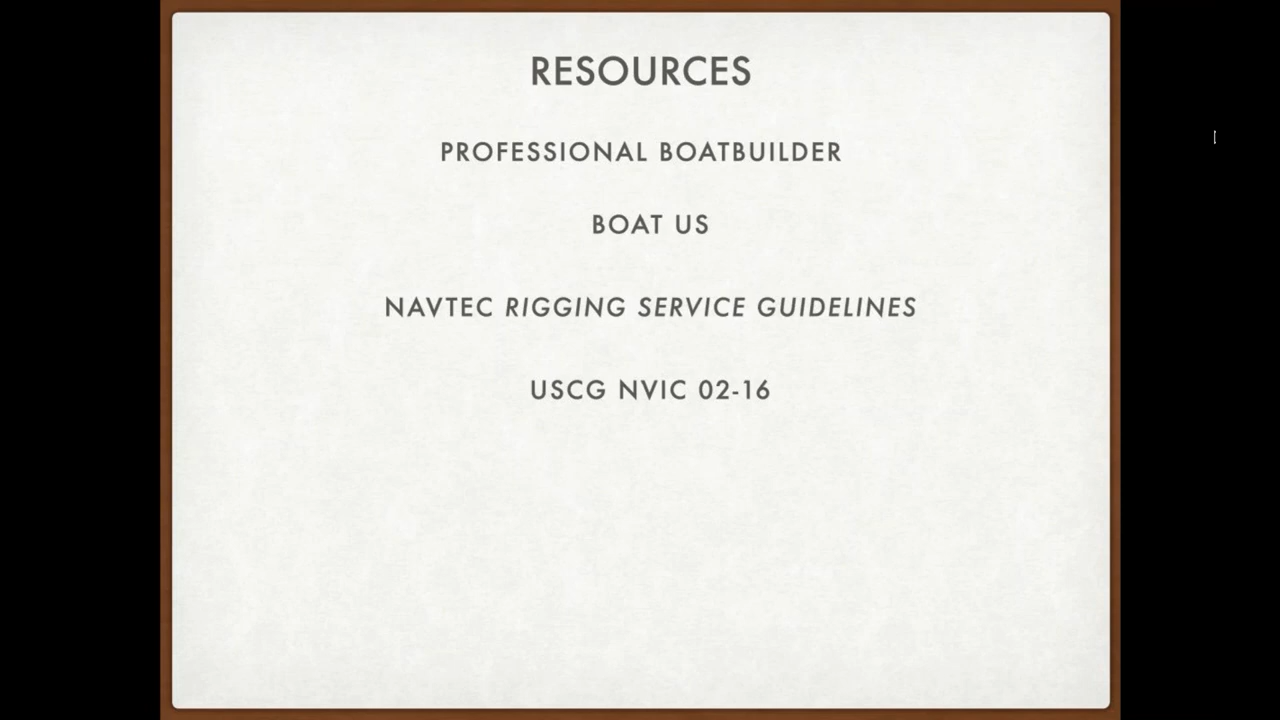 RESOURCES
PROFESSIONAL BOATBUILDER
BOAT US
NAVTEC RIGGING SERVICE GUIDELINES
USCG NVIC 02-16